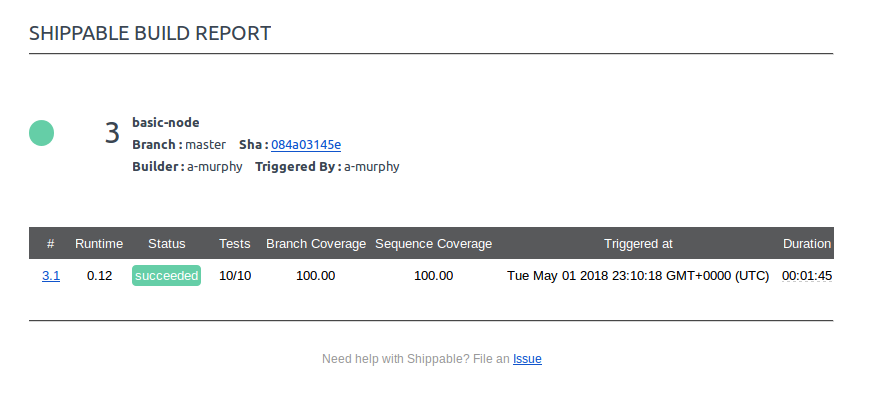 SHIPPABLE BUILD REPORT
3
basic-node
Branch : master Sha : 084a03145e
Builder : a-murphy Triggered By : a-murphy
# Runtime Status Tests Branch Coverage Sequence Coverage Triggered at Duration
3.1 0.12 succeeded 10/10 100.00 100.00 Tue May 01 2018 23:10:18 GMT+0000 (UTC) 00:01:45
Need help with Shippable? File an Issue